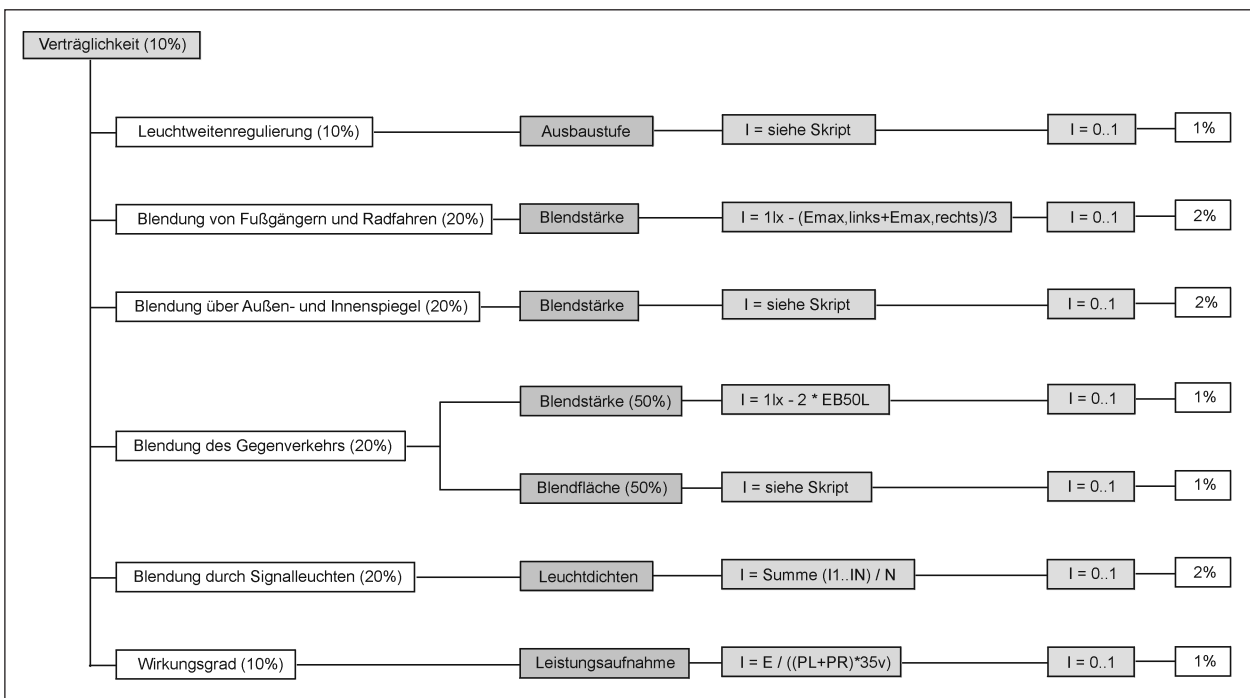 Verträglichkeit (10%)
Leuchtweitenregulierung (10%) Ausbaustufe I = siehe Skript I = 0..1 1%
Blendung von Fußgängern und Radfahren (20%) Blendstärke I = 1lx - (Emax,links+Emax,rechts)/3 I = 0..1 2%
Blendung über Außen- und Innenspiegel (20%) Blendstärke I = siehe Skript I = 0..1 2%
Blendstärke (50%) I = 1lx - 2 * EB50L I = 0..1 1%
Blendung des Gegenverkehrs (20%)
Blendfläche (50%) I = siehe Skript I = 0..1 1%
Blendung durch Signalleuchten (20%) Leuchtdichten I = Summe (I1..IN) / N I = 0..1 2%
Wirkungsgrad (10%) Leistungsaufnahme I = E / ((PL+PR)*35v) I = 0..1 1%